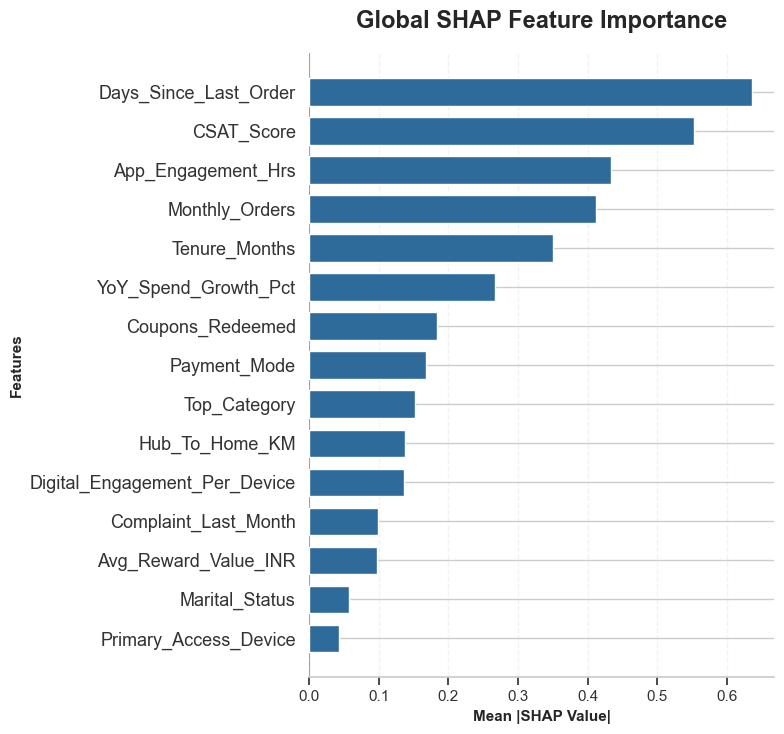 Global SHAP Feature Importance
Days_Since_Last_Order
CSAT_Score
App_Engagement_Hrs
Monthly_Orders
Tenure_Months
YoY_Spend_Growth_Pct
Coupons_Redeemed
Payment_Mode
Top_Category
Hub_To_Home_KM
Digital_Engagement_Per_Device
Complaint_Last_Month
Avg_Reward_Value_INR
Marital_Status
Primary_Access_Device
Features
0.0 0.1 0.2 0.3 0.4 0.5 0.6
Mean |SHAP Value|